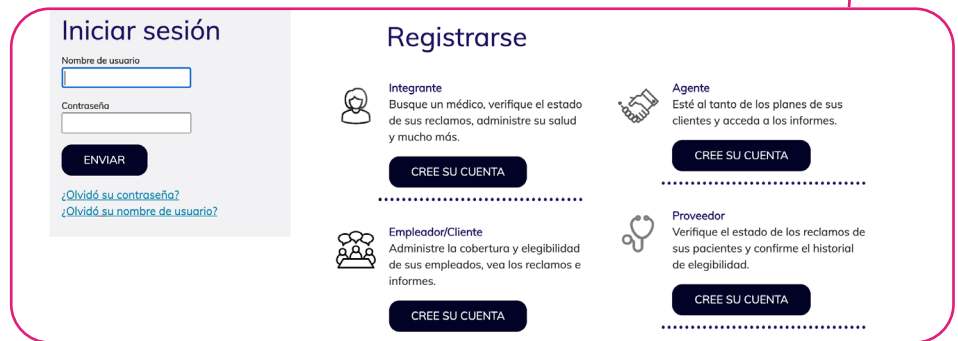 Iniciar sesión
Nombre de usuario
Contraseña
ENVIAR
¿Olvidó su contraseña?
¿Olvidó su nombre de usuario?
Registrarse
Integrante
Busque un médico, verifique el estado
de sus reclamos, administre su salud
y mucho más.
CREE SU CUENTA
Agente
Esté al tanto de los planes de sus
clientes y acceda a los informes.
CREE SU CUENTA
Empleador/Cliente
Administre la cobertura y elegibilidad
de sus empleados, vea los reclamos e
informes.
CREE SU CUENTA
Proveedor
Verifique el estado de los reclamos de
sus pacientes y confirme el historial
de elegibilidad.
CREE SU CUENTA